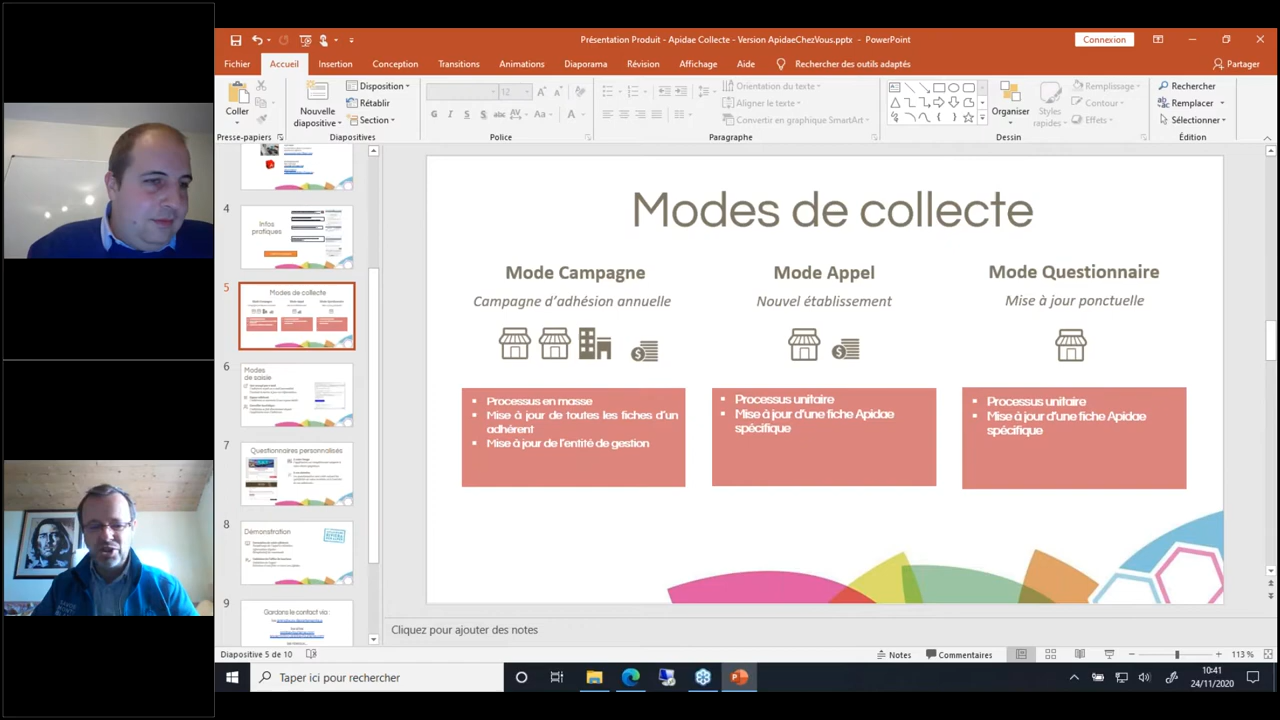 Présentation Produit - Apidae Collecte - Version ApidaeChezVous.pptx - PowerPoint
Connexion
Fichier Accueil Insertion Conception Transitions Animations Diaporama Révision Affichage Aide Rechercher des outils adaptés Partager
Coller
Presse-papiers
Nouvelle
diapositive
Disposition
Rétablir
Section
Diapositives
12
G I S S abc AV Aa A
Police
Orientation du texte
Aligner le texte
Convertir en graphique SmartArt
Paragraphe
Organiser
Styles
rapides
Remplissage
Contour
Effets
Dessin
Rechercher
Remplacer
Sélectionner
Édition
4
Infos
pratiques
5
Modes de collecte
6
Modes
de saisie
7
Questionnaires personnalisés
8
Démonstration
9
Gardons le contact via :
Modes de collecte
Mode Campagne
Campagne d'adhésion annuelle
Processus en masse
Mise à jour de toutes les fiches d'un
adhérent
Mise à jour de l'entité de gestion
Mode Appel
Nouvel établissement
Processus unitaire
Mise à jour d'une fiche Apidae
spécifique
Mode Questionnaire
Mise à jour ponctuelle
Processus unitaire
Mise à jour d'une fiche Apidae
spécifique
Cliquez pour ajouter des notes
Diapositive 5 de 10
Notes Commentaires 113 %
Taper ici pour rechercher
10:41
24/11/2020